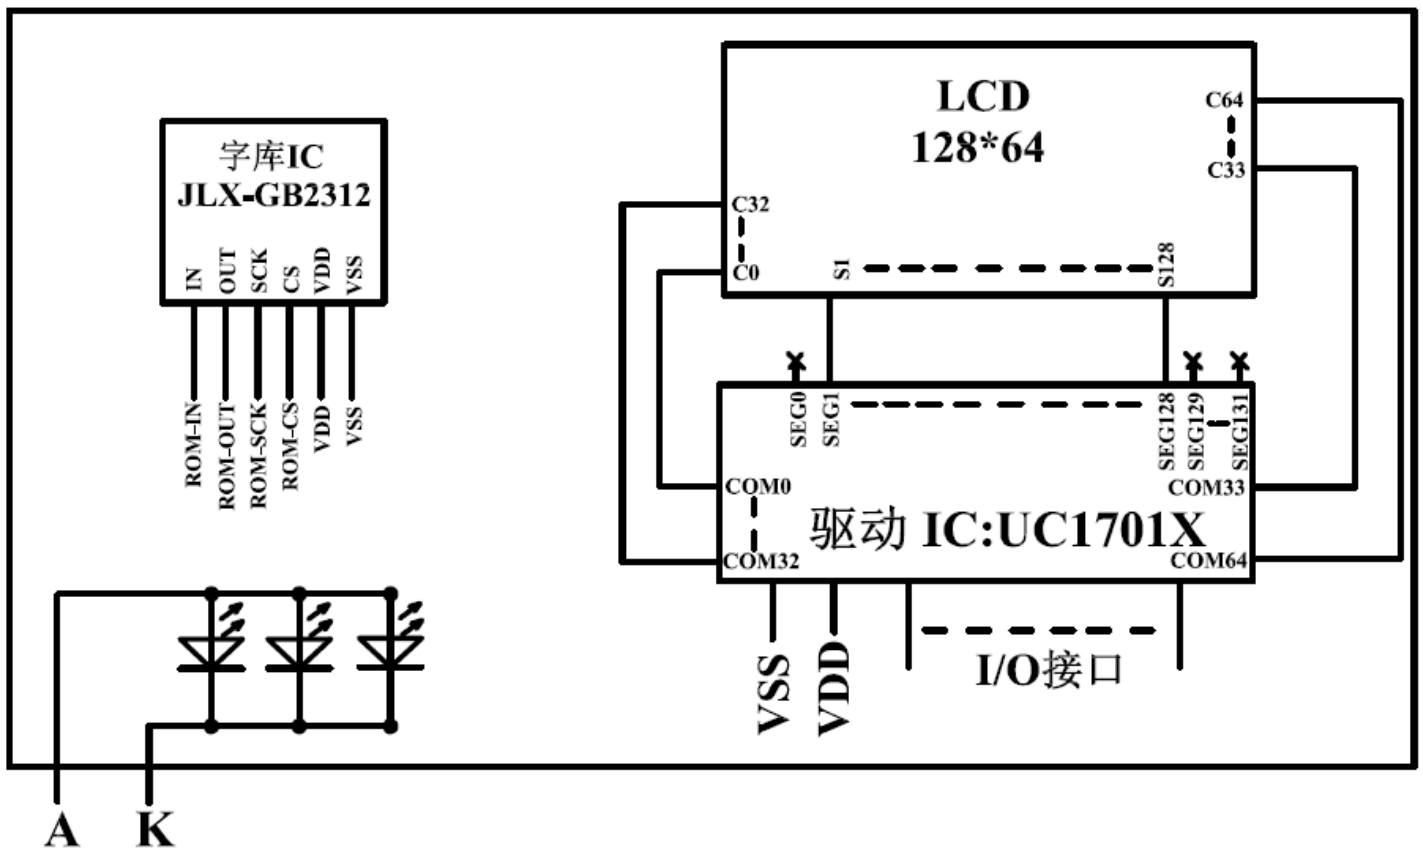 LCD
128*64
C64
C33
C32
C0
S1
S128
字库IC
JLX-GB2312
IN
OUT
SCK
CS
VDD
VSS
ROM-IN
ROM-OUT
ROM-SCK
ROM-CS
VDD
VSS
SEG0
SEG1
SEG128
SEG129
SEG131
COM0
COM33
驱动 IC:UC1701X
COM32
COM64
VSS
VDD
I/O接口
A
K